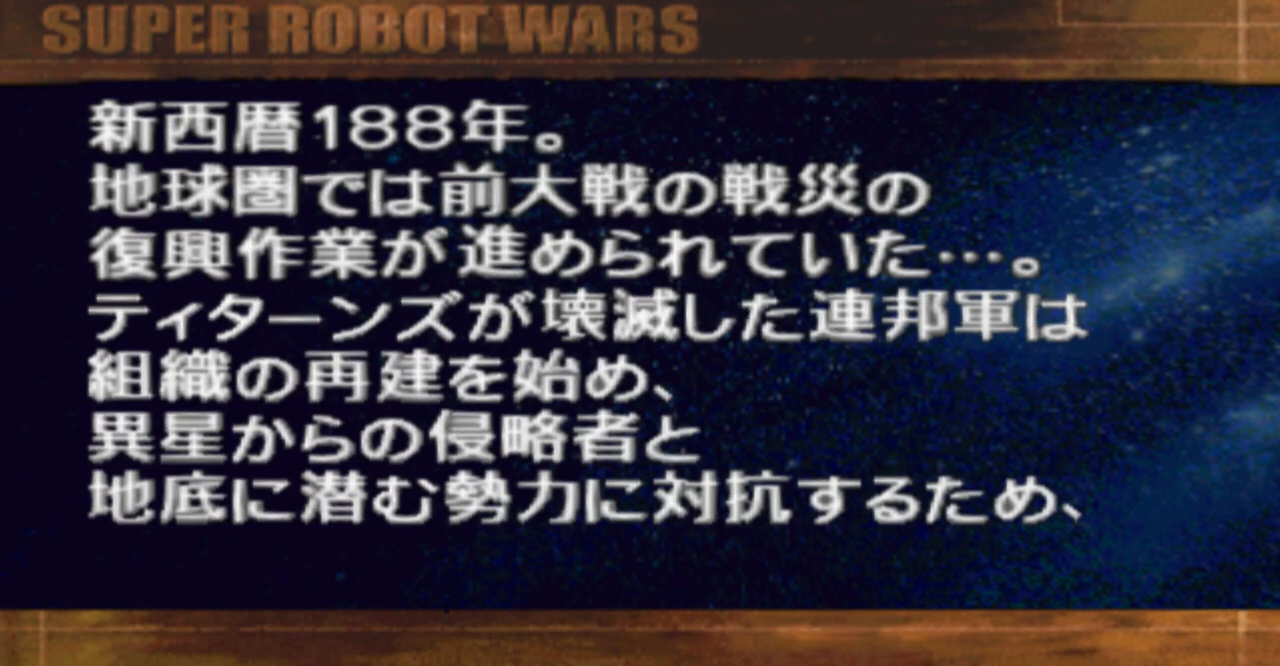 SUPER ROBOT WARS
新西暦188年。
地球圏では前大戦の戦災の
復興作業が進められていた…。
ティターンズが壊滅した連邦軍は
組織の再建を始め、
異星からの侵略者と
地底に潜む勢力に対抗するため、